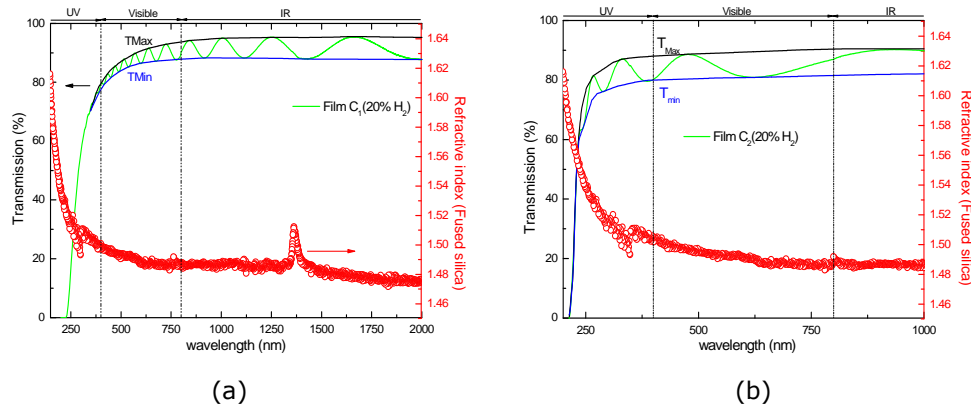 UV Visible IR
100
90
80
60
40
20
0
Transmission (%)
TMax
TMin
Film C₁(20% H₂)
1.64
1.62
1.60
1.58
1.56
1.54
1.52
1.50
1.48
1.46
Refractive index (Fused silica)
250 500 750 1000 1250 1500 1750 2000
wavelength (nm)
(a)
UV Visible IR
100
80
60
40
20
0
Transmission (%)
T Max
T min
Film C₂(20% H₂)
1.64
1.62
1.60
1.58
1.56
1.54
1.52
1.50
1.48
1.46
Refractive index (Fused silica)
250 500 750 1000
wavelength (nm)
(b)